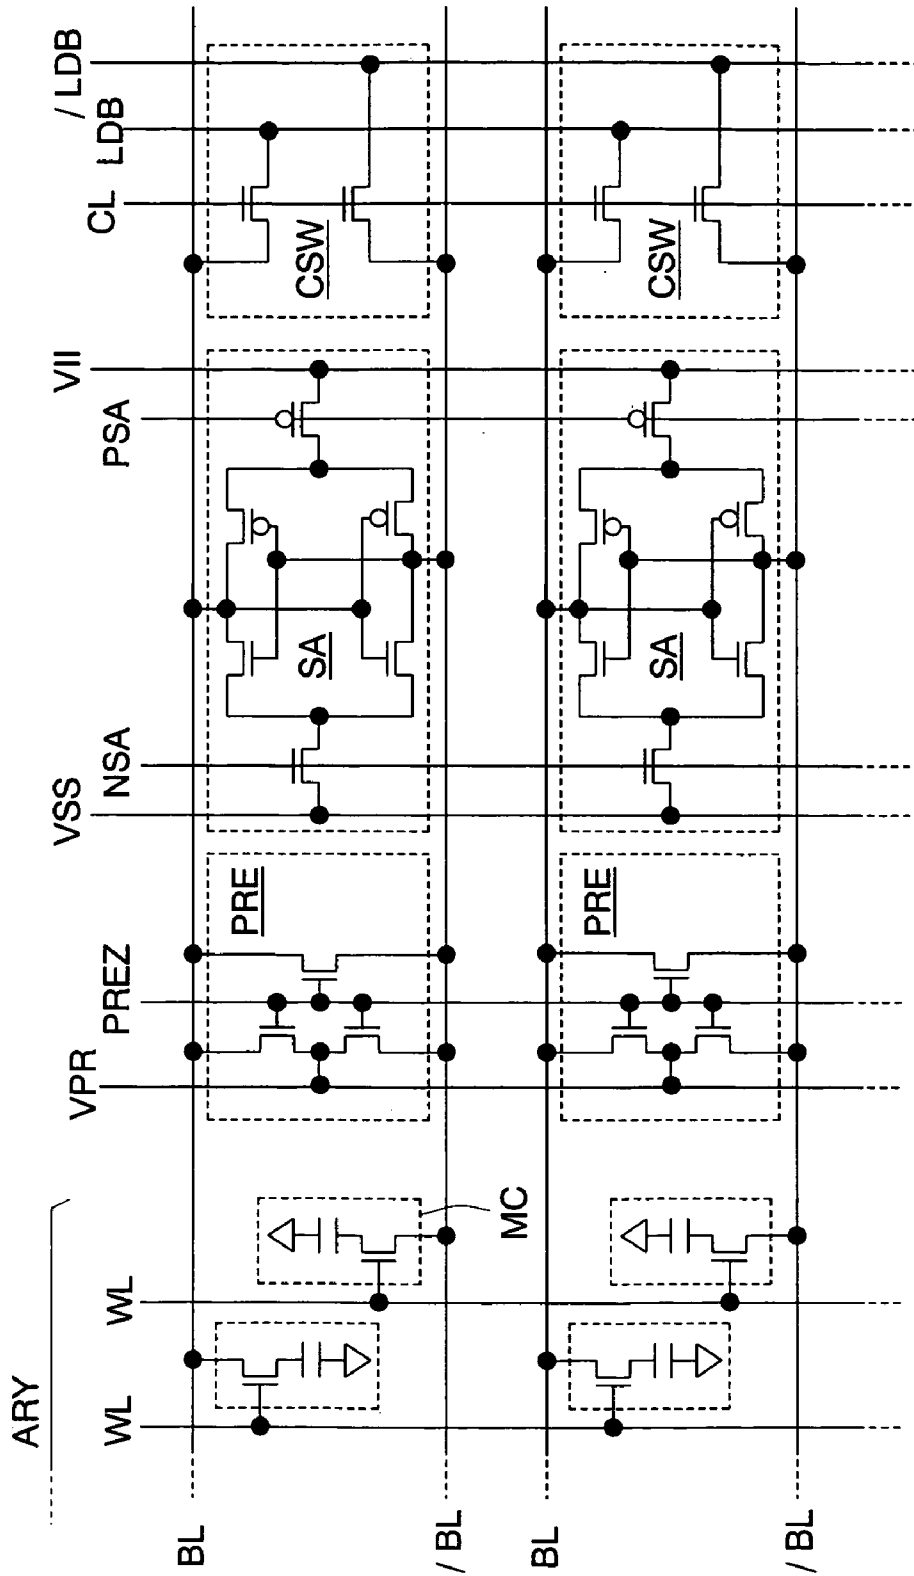 ARY
WL
WL
VPR
PREZ
VSS
NSA
PSA
VII
CL
LDB
/ LDB
BL
MC
PRE
SA
CSW
/ BL
BL
PRE
SA
CSW
/ BL